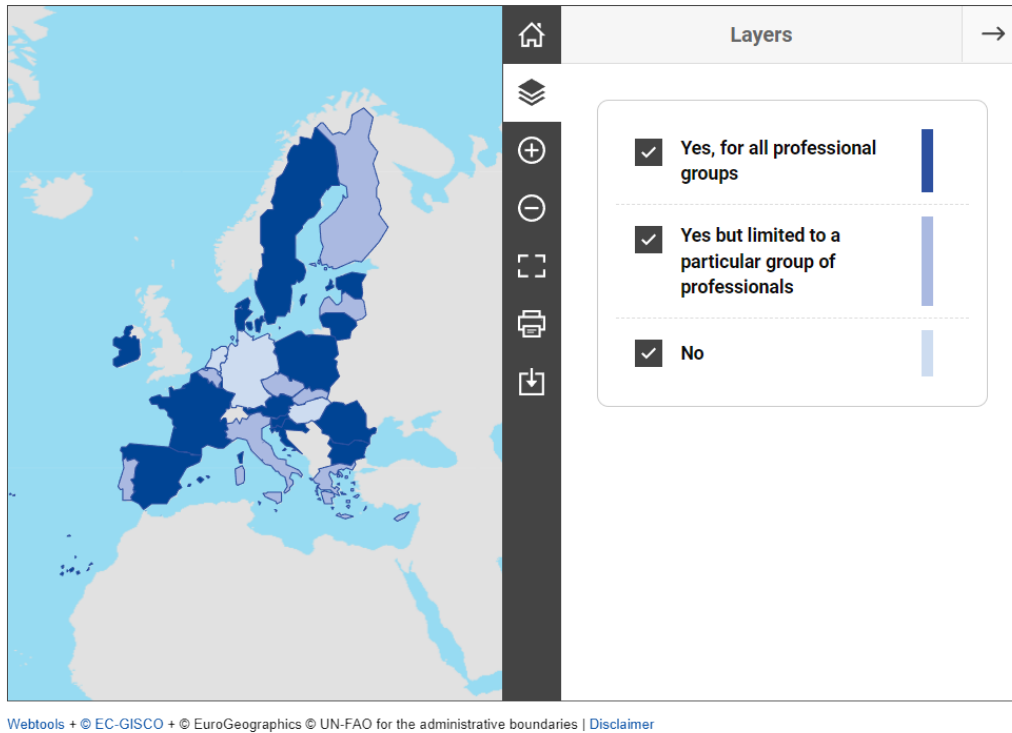 Layers
Yes, for all professional
groups
Yes but limited to a
particular group of
professionals
No
Webtools + © EC-GISCO + © EuroGeographics © UN-FAO for the administrative boundaries | Disclaimer